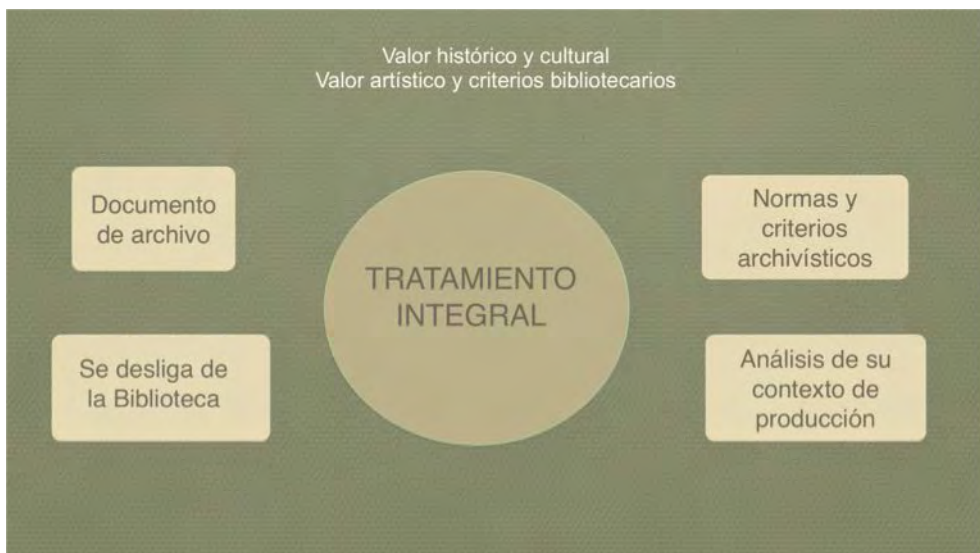 Valor histórico y cultural
Valor artístico y criterios bibliotecarios
Documento
de archivo
Se desliga de
la Biblioteca
TRATAMIENTO
INTEGRAL
Normas y
criterios
archivísticos
Análisis de su
contexto de
producción